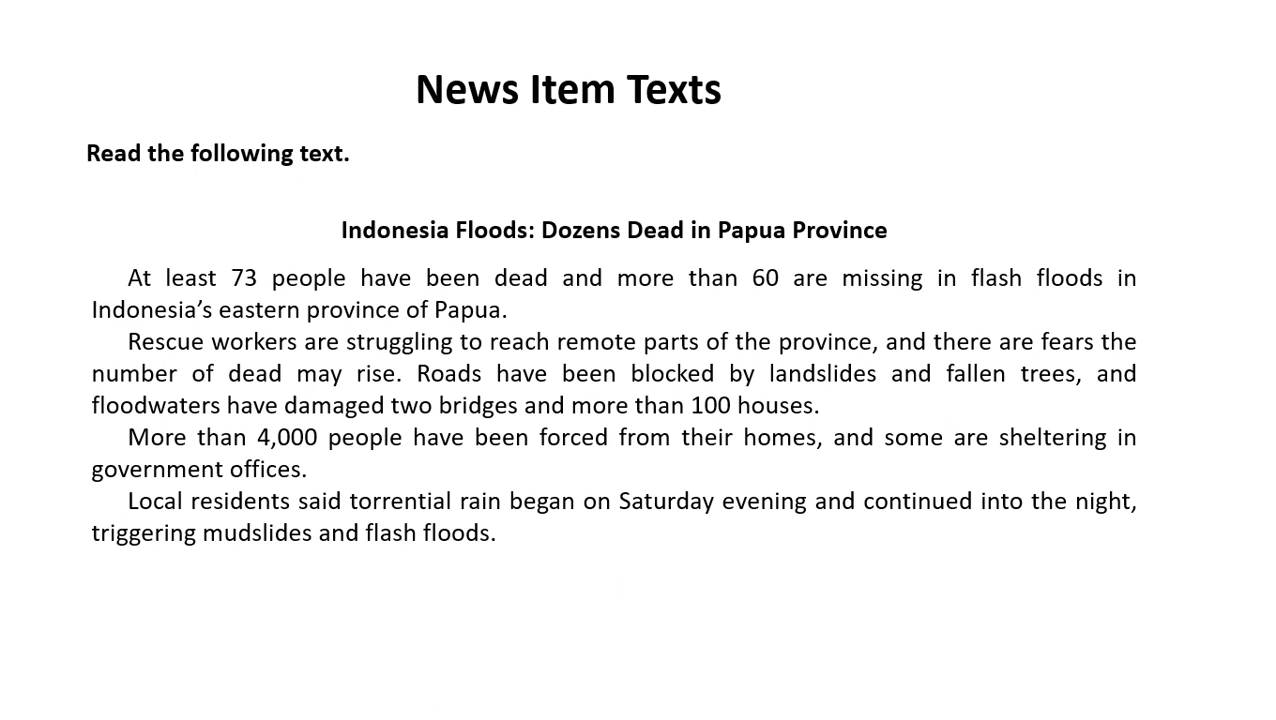 News Item Texts
Read the following text.
Indonesia Floods: Dozens Dead in Papua Province
At least 73 people have been dead and more than 60 are missing in flash floods in
Indonesia’s eastern province of Papua.
Rescue workers are struggling to reach remote parts of the province, and there are fears the
number of dead may rise. Roads have been blocked by landslides and fallen trees, and
floodwaters have damaged two bridges and more than 100 houses.
More than 4,000 people have been forced from their homes, and some are sheltering in
government offices.
Local residents said torrential rain began on Saturday evening and continued into the night,
triggering mudslides and flash floods.